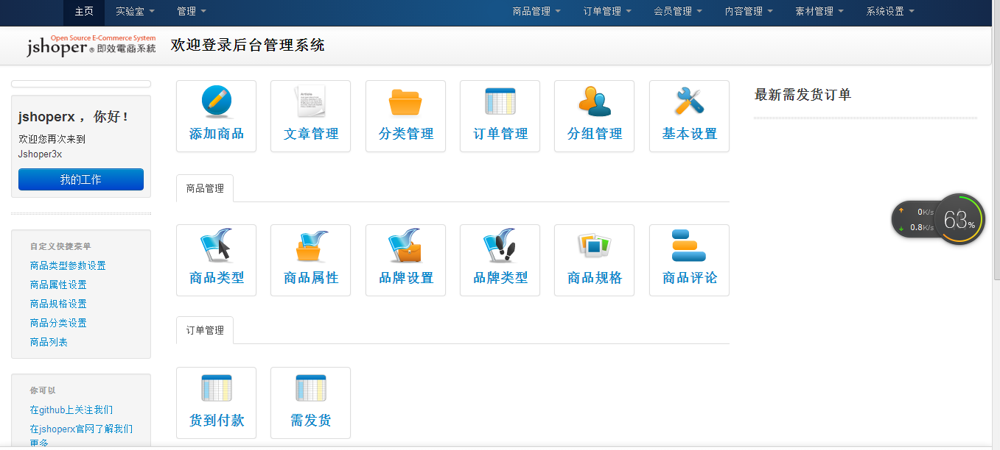 主页 实验室 管理 商品管理 订单管理 会员管理 内容管理 素材管理 系统设置
Open Source E-Commerce System
jshoper ® 即效電商系統
欢迎登录后台管理系统
jshoperx ，你好 !
欢迎您再次来到
Jshoper3x
我的工作
自定义快捷菜单
商品类型参数设置
商品属性设置
商品规格设置
商品分类设置
商品列表
你可以
在github上关注我们
在jshoperx官网了解我们
更多
添加商品 文章管理 分类管理 订单管理 分组管理 基本设置
商品管理
商品类型 商品属性 品牌设置 品牌类型 商品规格 商品评论
订单管理
货到付款 需发货
最新需发货订单
0K/s
0.8K/s
63%